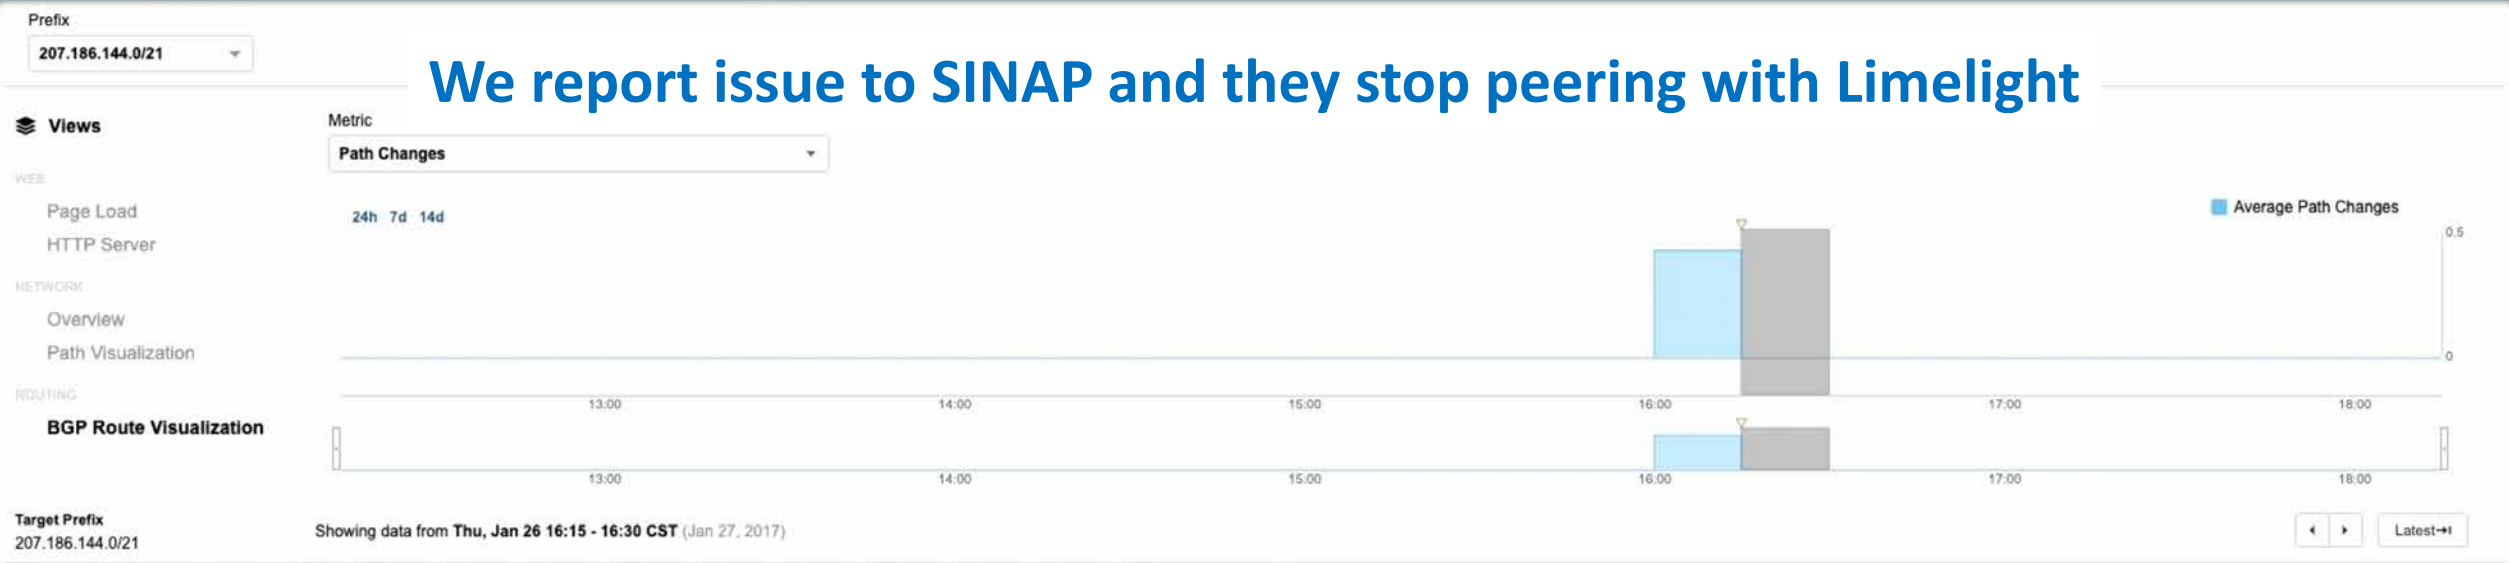 Prefix
207.186.144.0/21
We report issue to SINAP and they stop peering with Limelight
Views
Metric
Path Changes
WEB
Page Load
HTTP Server
24h 7d 14d
Average Path Changes
0.5
NETWORK
Overview
Path Visualization
0
ROUTING
13:00 14:00 15:00 16:00 17:00 18:00
BGP Route Visualization
13:00 14:00 15:00 16:00 17:00 18:00
Target Prefix
207.186.144.0/21
Showing data from Thu, Jan 26 16:15 - 16:30 CST (Jan 27, 2017)
Latest